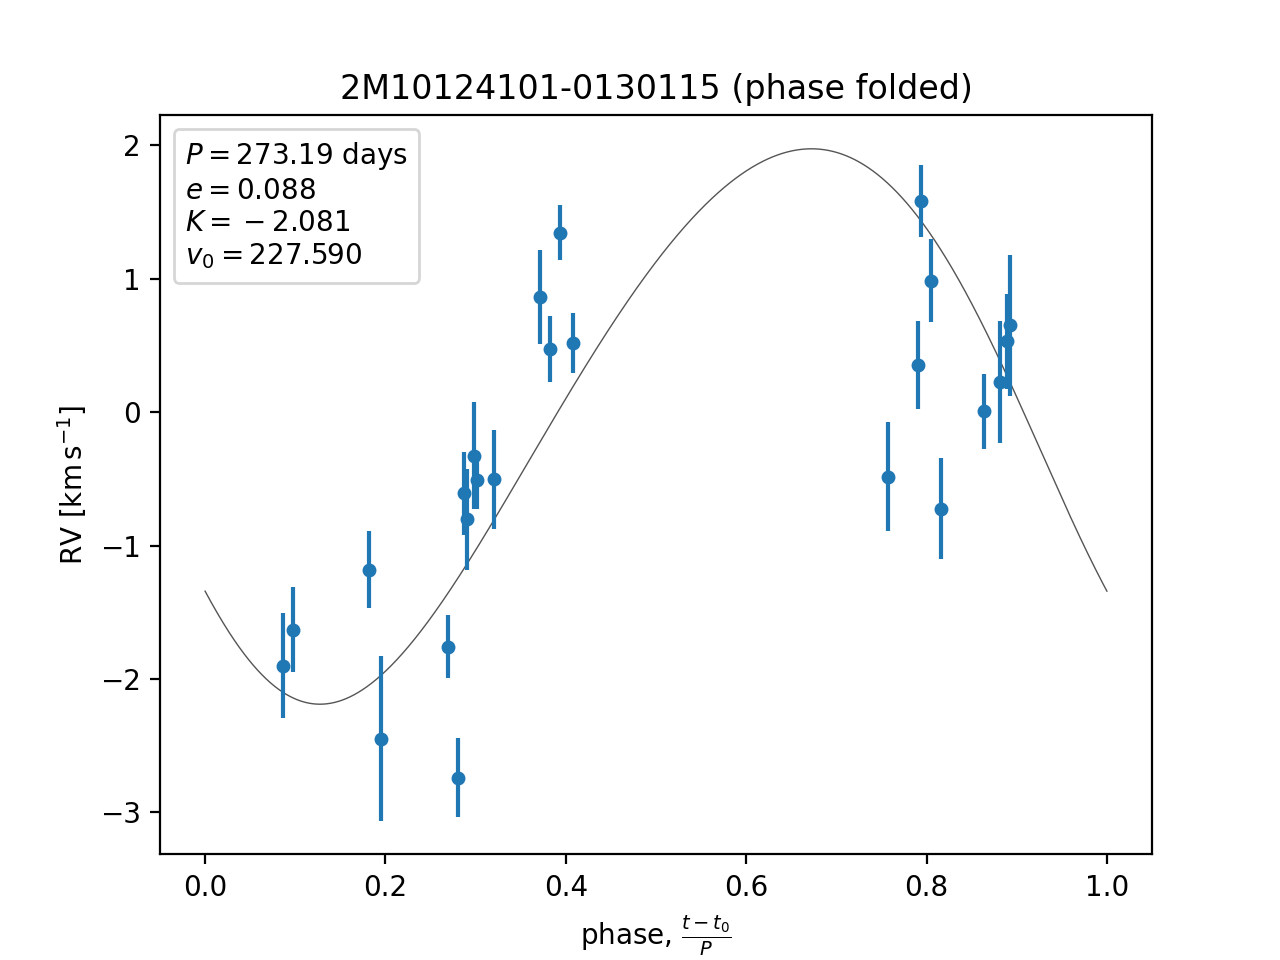 2M10124101-0130115 (phase folded)
P = 273.19 days
e = 0.088
K = −2.081
v₀ = 227.590
2
1
0
−1
−2
−3
RV [km s⁻¹]
0.0 0.2 0.4 0.6 0.8 1.0
phase, (t − t₀)/P